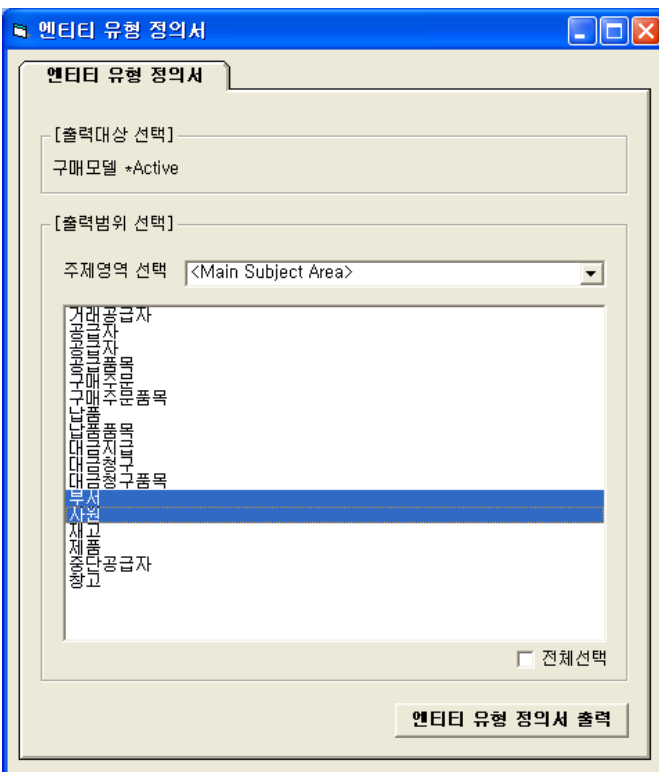 엔티티 유형 정의서
엔티티 유형 정의서
[출력대상 선택]
구매모델 *Active
[출력범위 선택]
주제영역 선택 <Main Subject Area>
거래공급자
공급자
공급자
공급품목
구매주문
구매주문품목
납품
납품품목
대금지급
대금청구
대금청구품목
부서
사원
재고
제품
중단공급자
창고
전체선택
엔티티 유형 정의서 출력